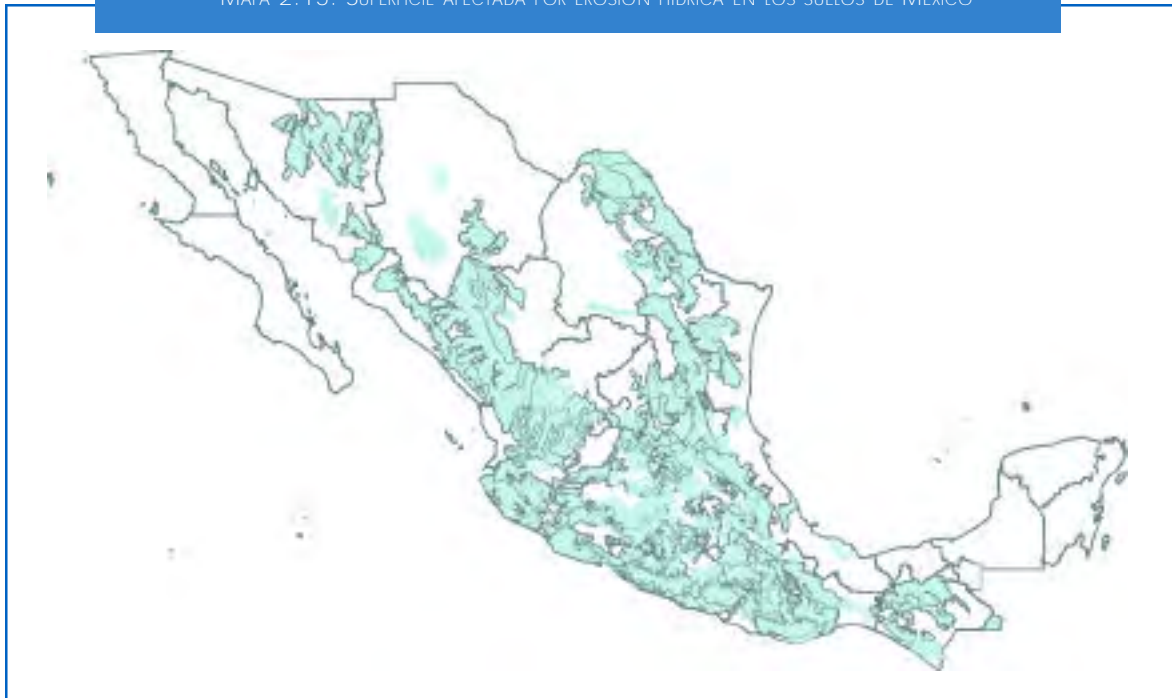 MAPA 2.15. SUPERFICIE AFECTADA POR EROSIÓN HÍDRICA EN LOS SUELOS DE MÉXICO